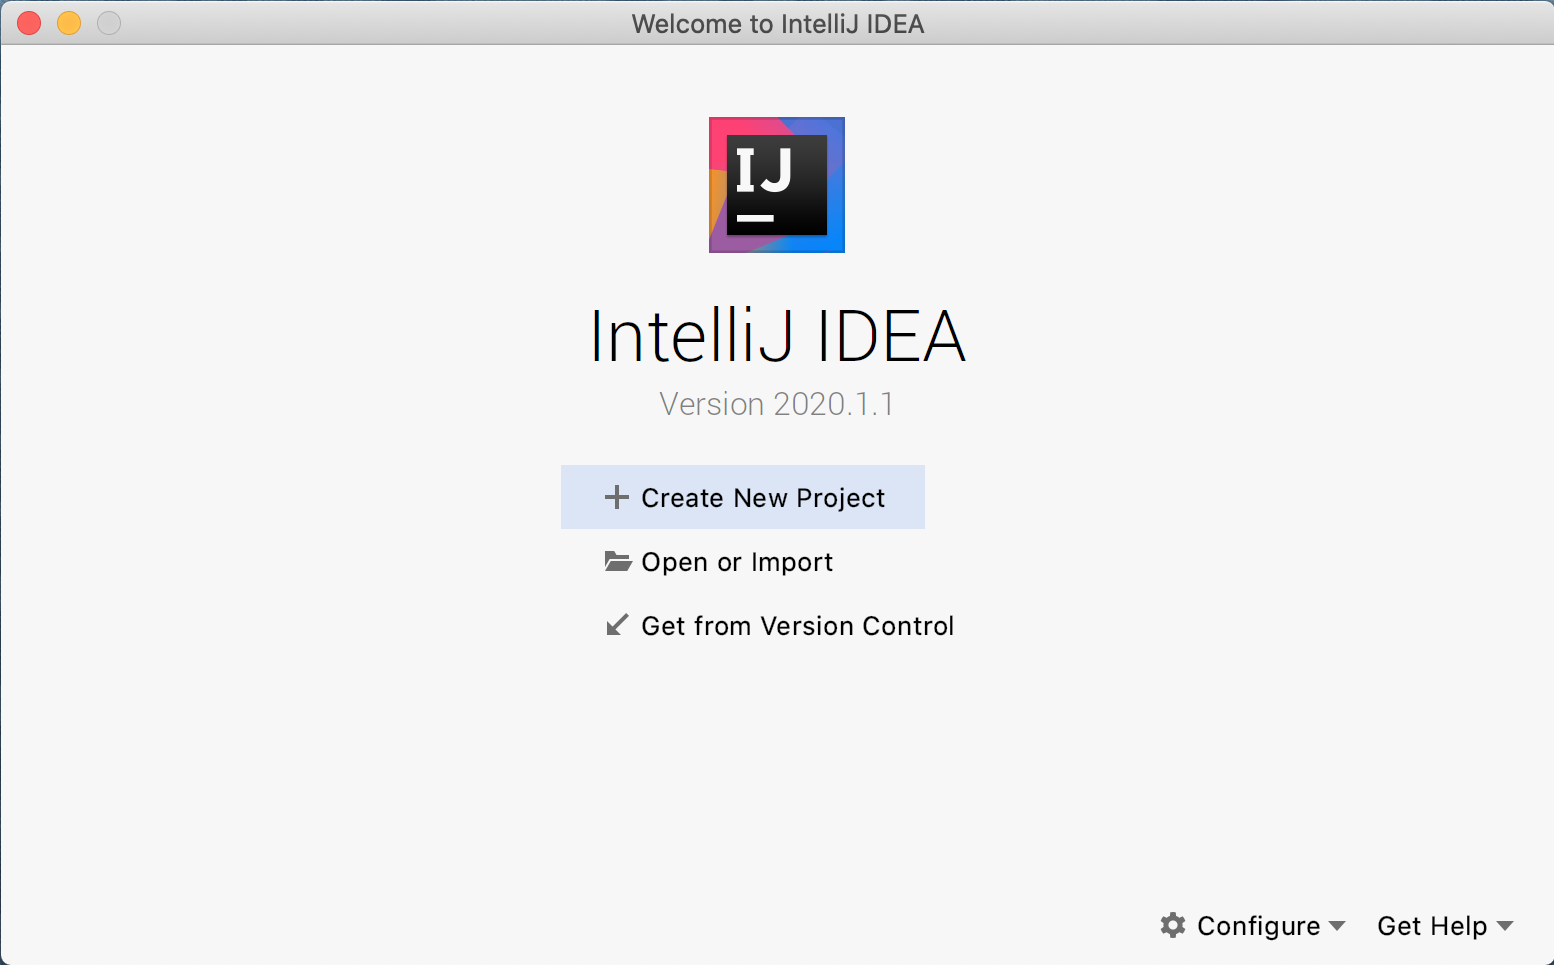 Welcome to IntelliJ IDEA
IJ
IntelliJ IDEA
Version 2020.1.1
Create New Project
Open or Import
Get from Version Control
Configure Get Help